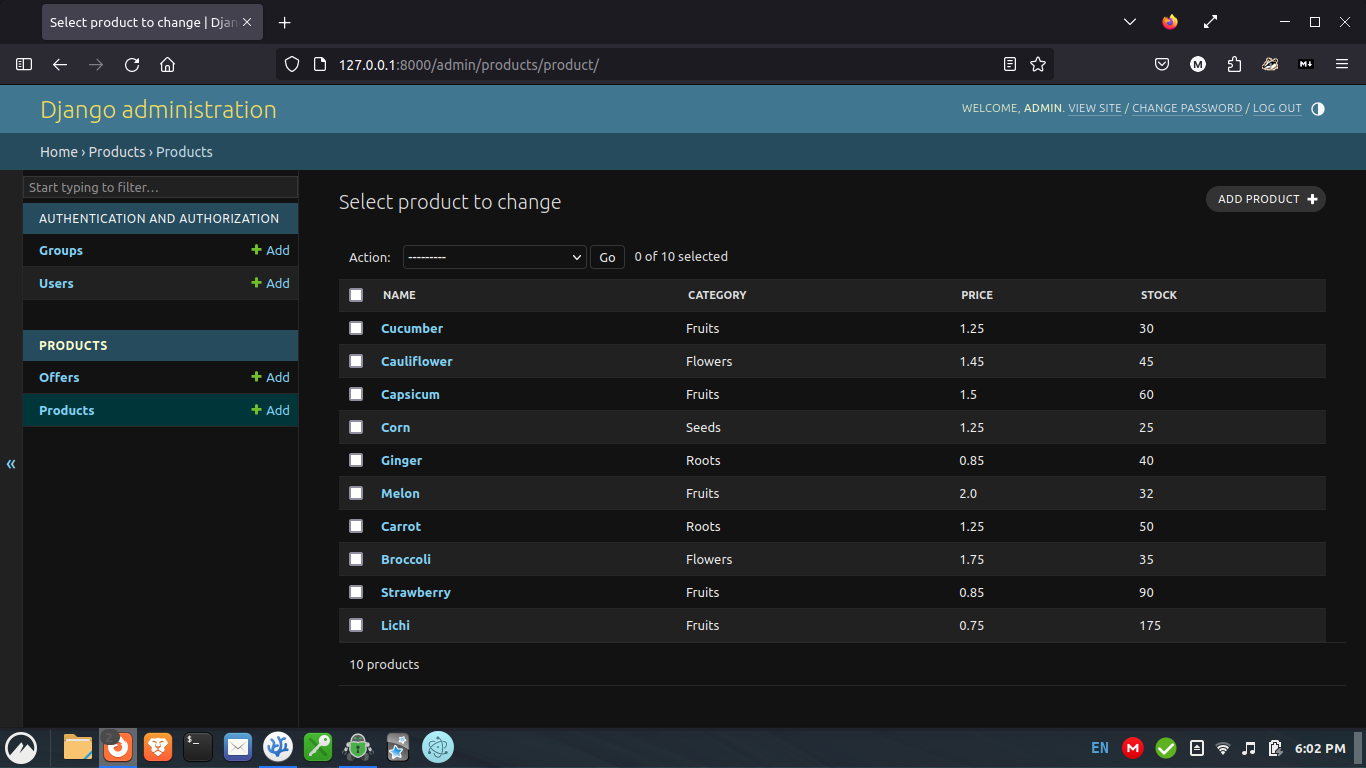 Select product to change | Djan
127.0.0.1:8000/admin/products/product/
Django administration
WELCOME, ADMIN. VIEW SITE / CHANGE PASSWORD / LOG OUT
Home › Products › Products
Start typing to filter...
AUTHENTICATION AND AUTHORIZATION
Groups + Add
Users + Add
PRODUCTS
Offers + Add
Products + Add
«
Select product to change
ADD PRODUCT +
Action: --------- Go 0 of 10 selected
NAME CATEGORY PRICE STOCK
Cucumber Fruits 1.25 30
Cauliflower Flowers 1.45 45
Capsicum Fruits 1.5 60
Corn Seeds 1.25 25
Ginger Roots 0.85 40
Melon Fruits 2.0 32
Carrot Roots 1.25 50
Broccoli Flowers 1.75 35
Strawberry Fruits 0.85 90
Lichi Fruits 0.75 175
10 products
EN 6:02 PM